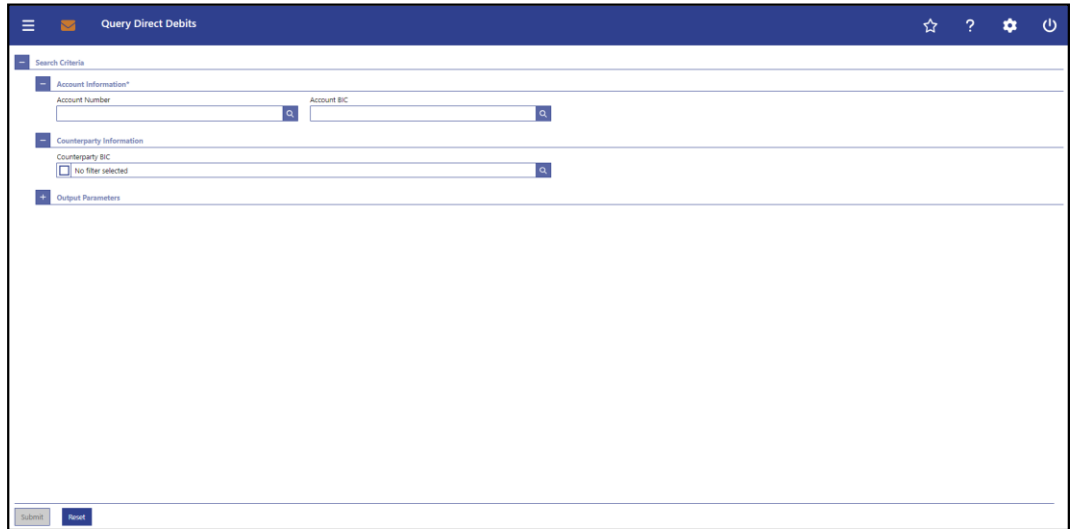 Query Direct Debits
Search Criteria
Account Information*
Account Number Account BIC
Counterparty Information
Counterparty BIC
No filter selected
Output Parameters
Submit Reset